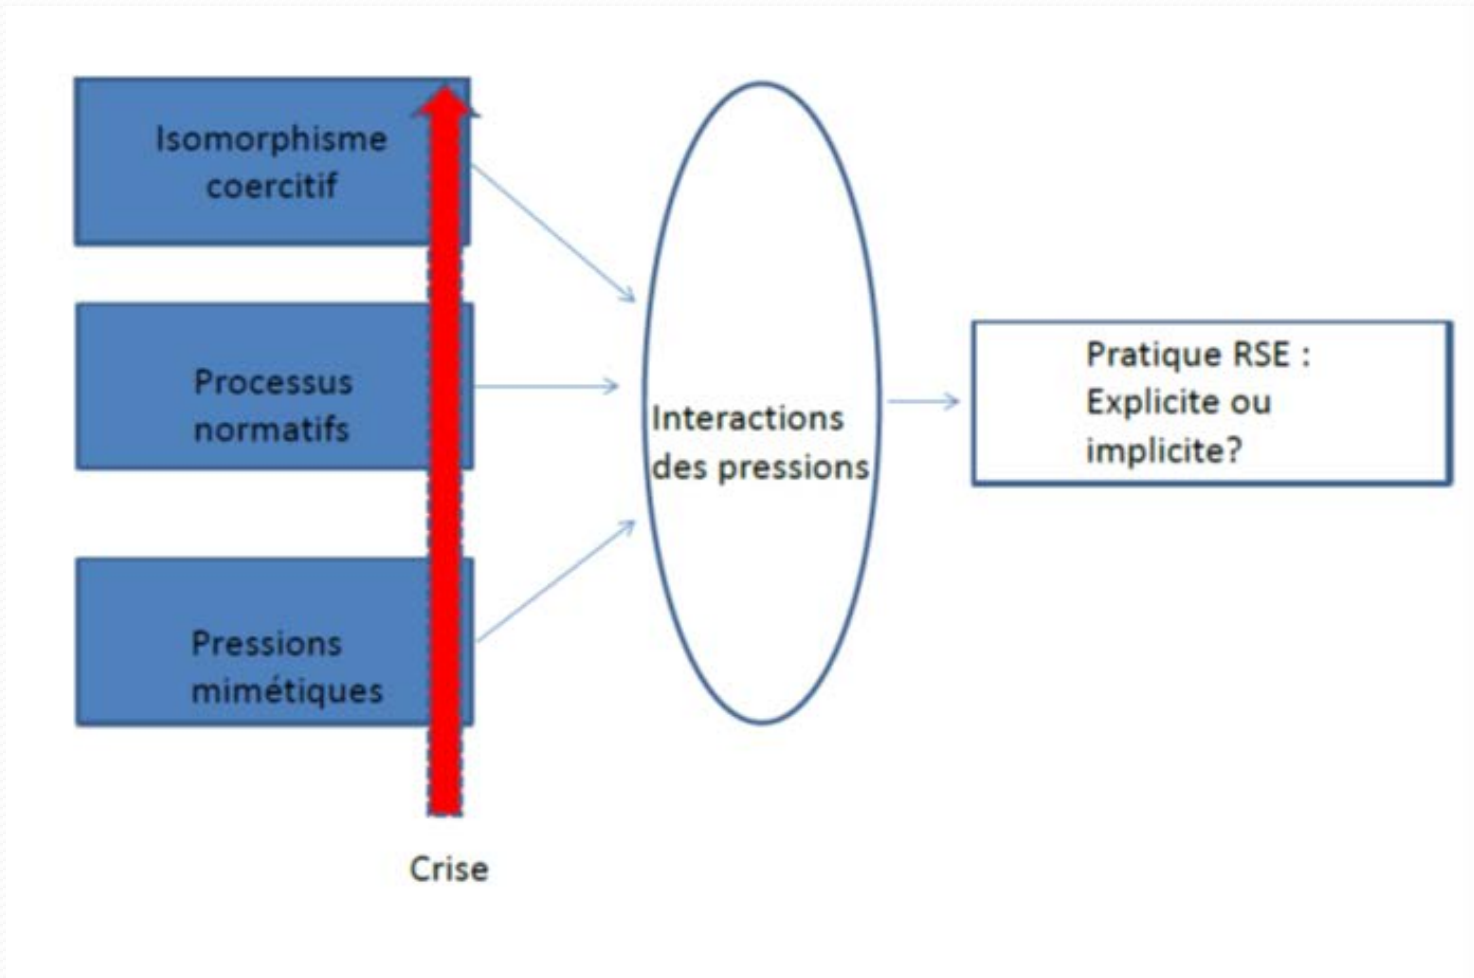 Isomorphisme
coercitif
Processus
normatifs
Pressions
mimétiques
Crise
Interactions
des pressions
Pratique RSE :
Explicite ou
implicite?